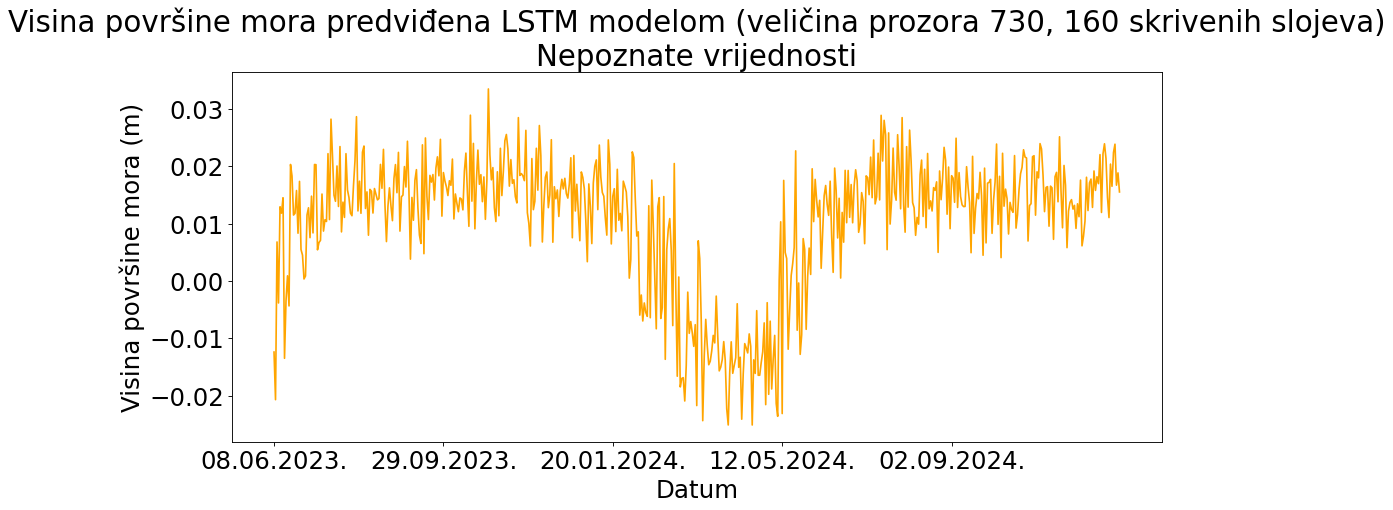 Visina površine mora predviđena LSTM modelom (veličina prozora 730, 160 skrivenih slojeva)
Nepoznate vrijednosti
Visina površine mora (m)
0.03
0.02
0.01
0.00
−0.01
−0.02
08.06.2023. 29.09.2023. 20.01.2024. 12.05.2024. 02.09.2024.
Datum